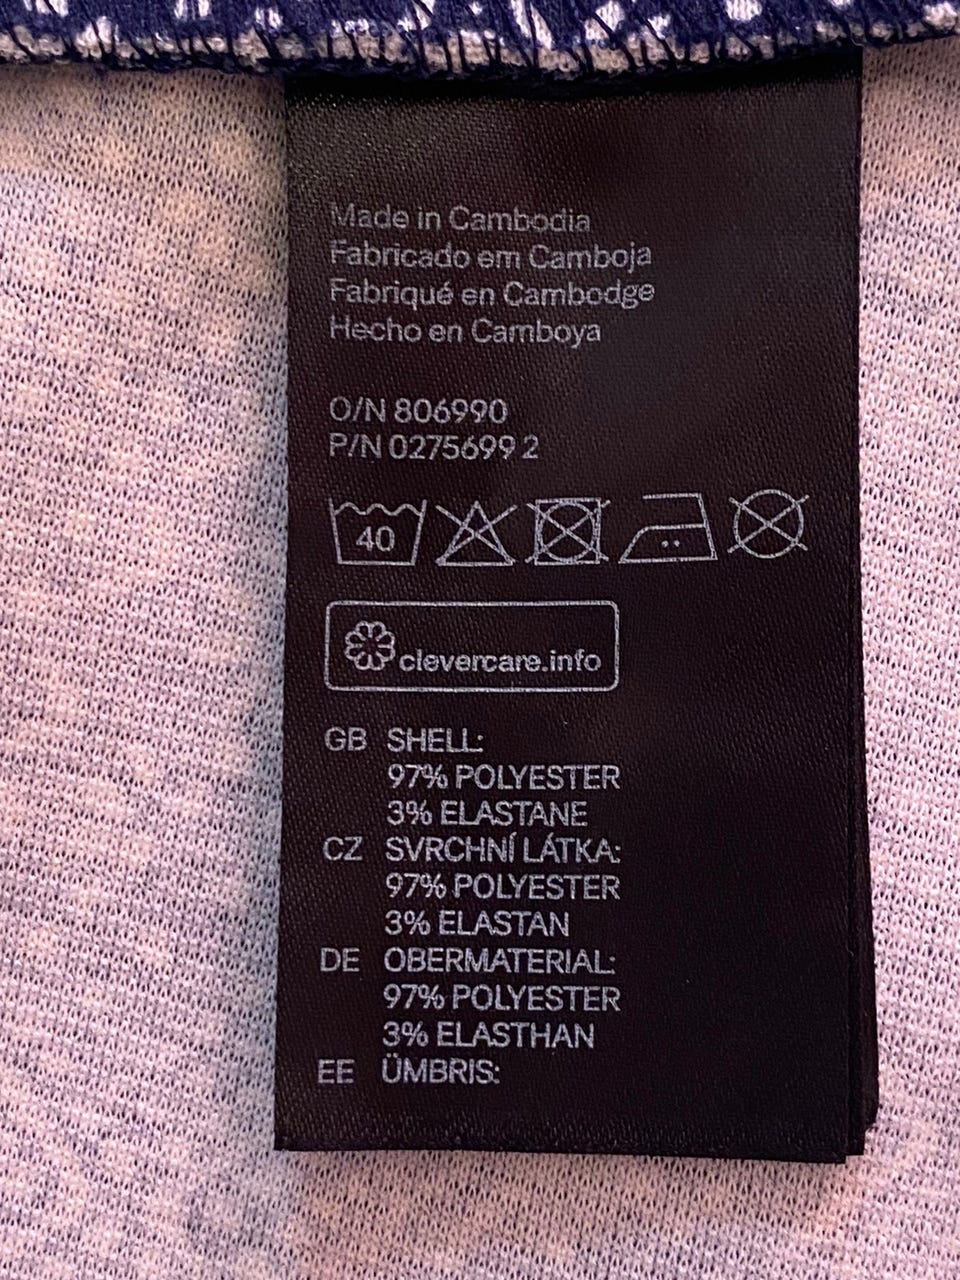 Made in Cambodia
Fabricado em Camboja
Fabriqué en Cambodge
Hecho en Camboya
O/N 806990
P/N 0275699 2
40
clevercare.info
GB SHELL:
97% POLYESTER
3% ELASTANE
CZ SVRCHNÍ LÁTKA:
97% POLYESTER
3% ELASTAN
DE OBERMATERIAL:
97% POLYESTER
3% ELASTHAN
EE ÜMBRIS: